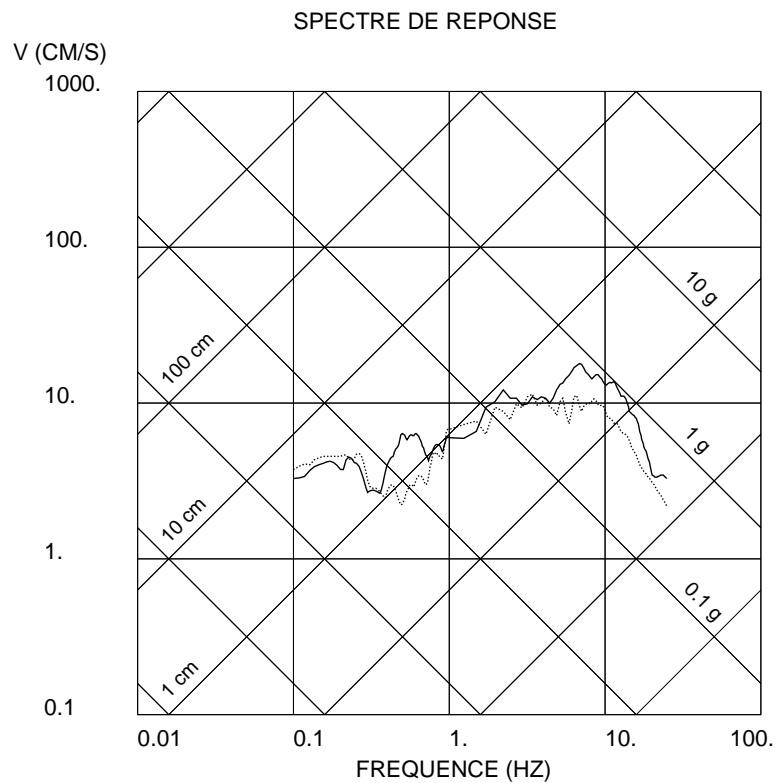 SPECTRE DE REPONSE
V (CM/S)
1000.
100.
10 g
100 cm
10.
1 g
10 cm
1.
0.1 g
1 cm
0.1
0.01 0.1 1. 10. 100.
FREQUENCE (HZ)